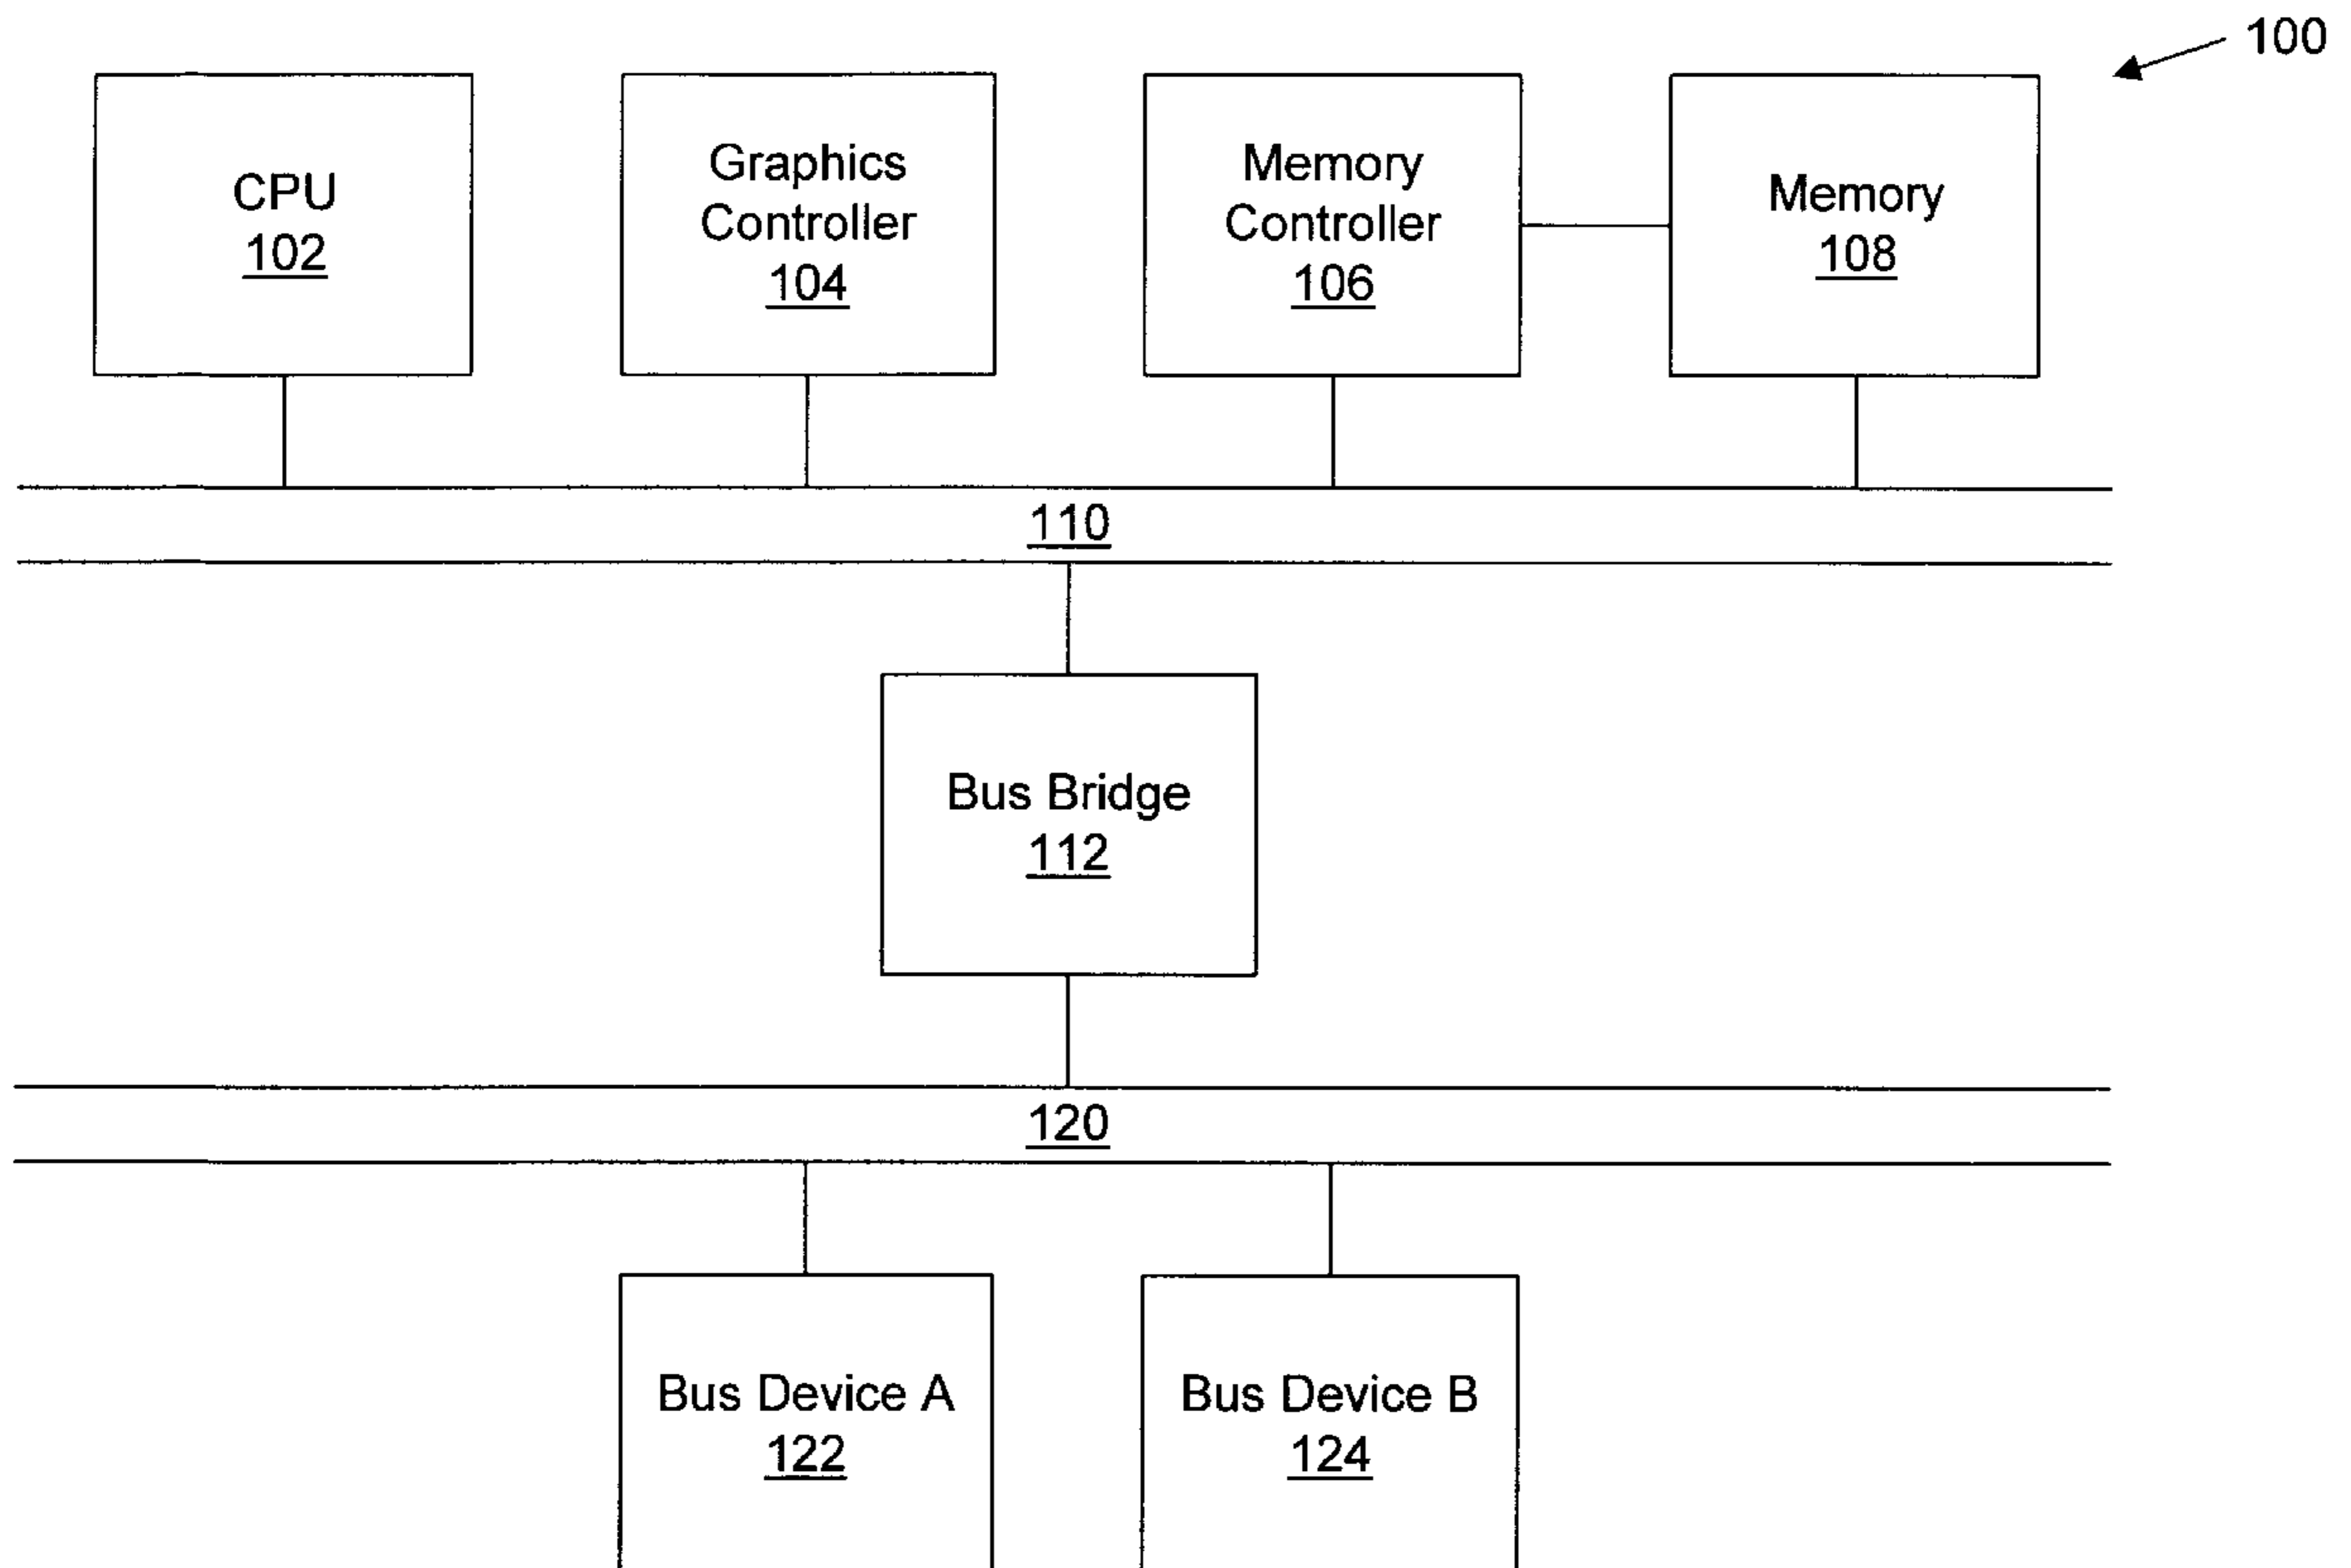 100
CPU
102
Graphics
Controller
104
Memory
Controller
106
Memory
108
110
Bus Bridge
112
120
Bus Device A
122
Bus Device B
124